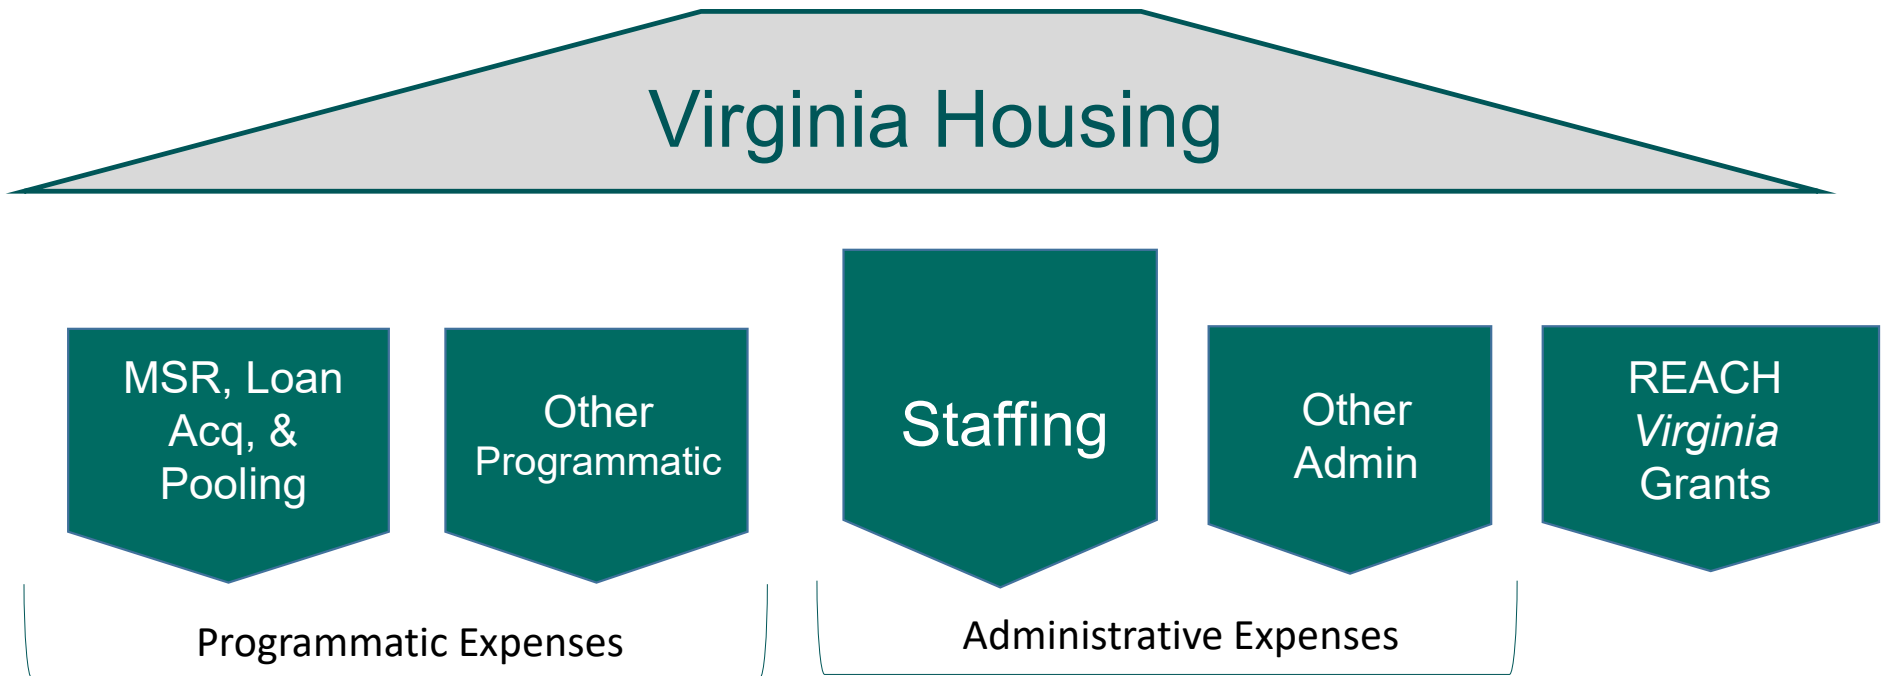 Virginia Housing
MSR, Loan
Acq, &
Pooling
Other
Programmatic
Staffing
Other
Admin
REACH
Virginia
Grants
Programmatic Expenses
Administrative Expenses